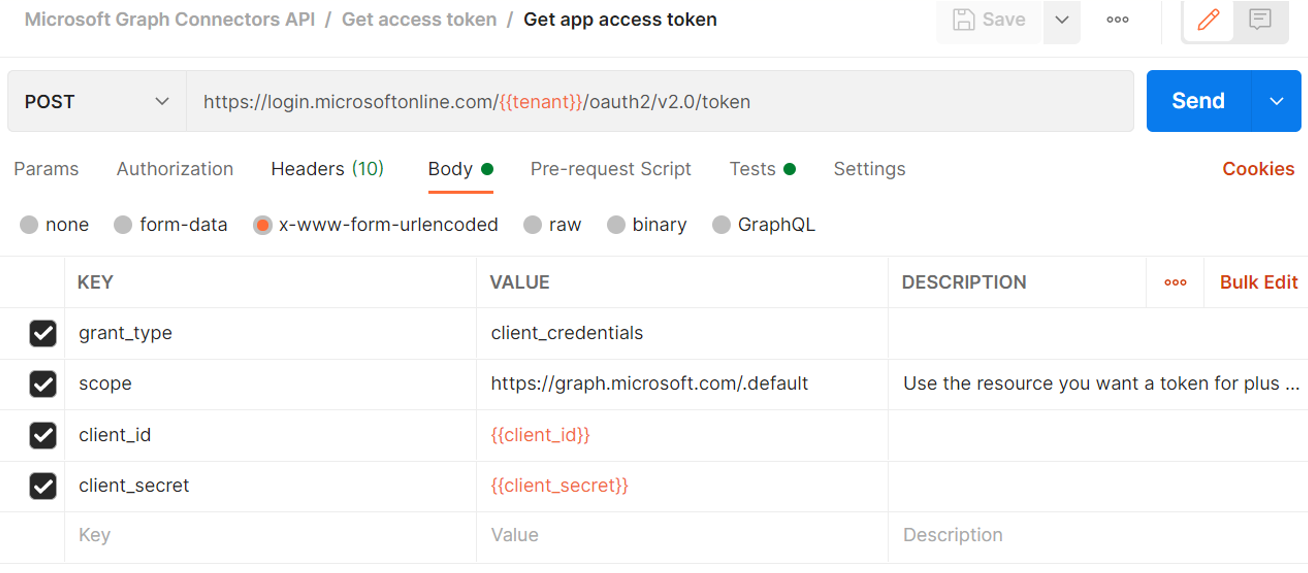 Microsoft Graph Connectors API / Get access token / Get app access token Save ooo
POST https://login.microsoftonline.com/{{tenant}}/oauth2/v2.0/token Send
Params Authorization Headers (10) Body Pre-request Script Tests Settings Cookies
none form-data x-www-form-urlencoded raw binary GraphQL
KEY VALUE DESCRIPTION ooo Bulk Edit
grant_type client_credentials
scope https://graph.microsoft.com/.default Use the resource you want a token for plus ...
client_id {{client_id}}
client_secret {{client_secret}}
Key Value Description